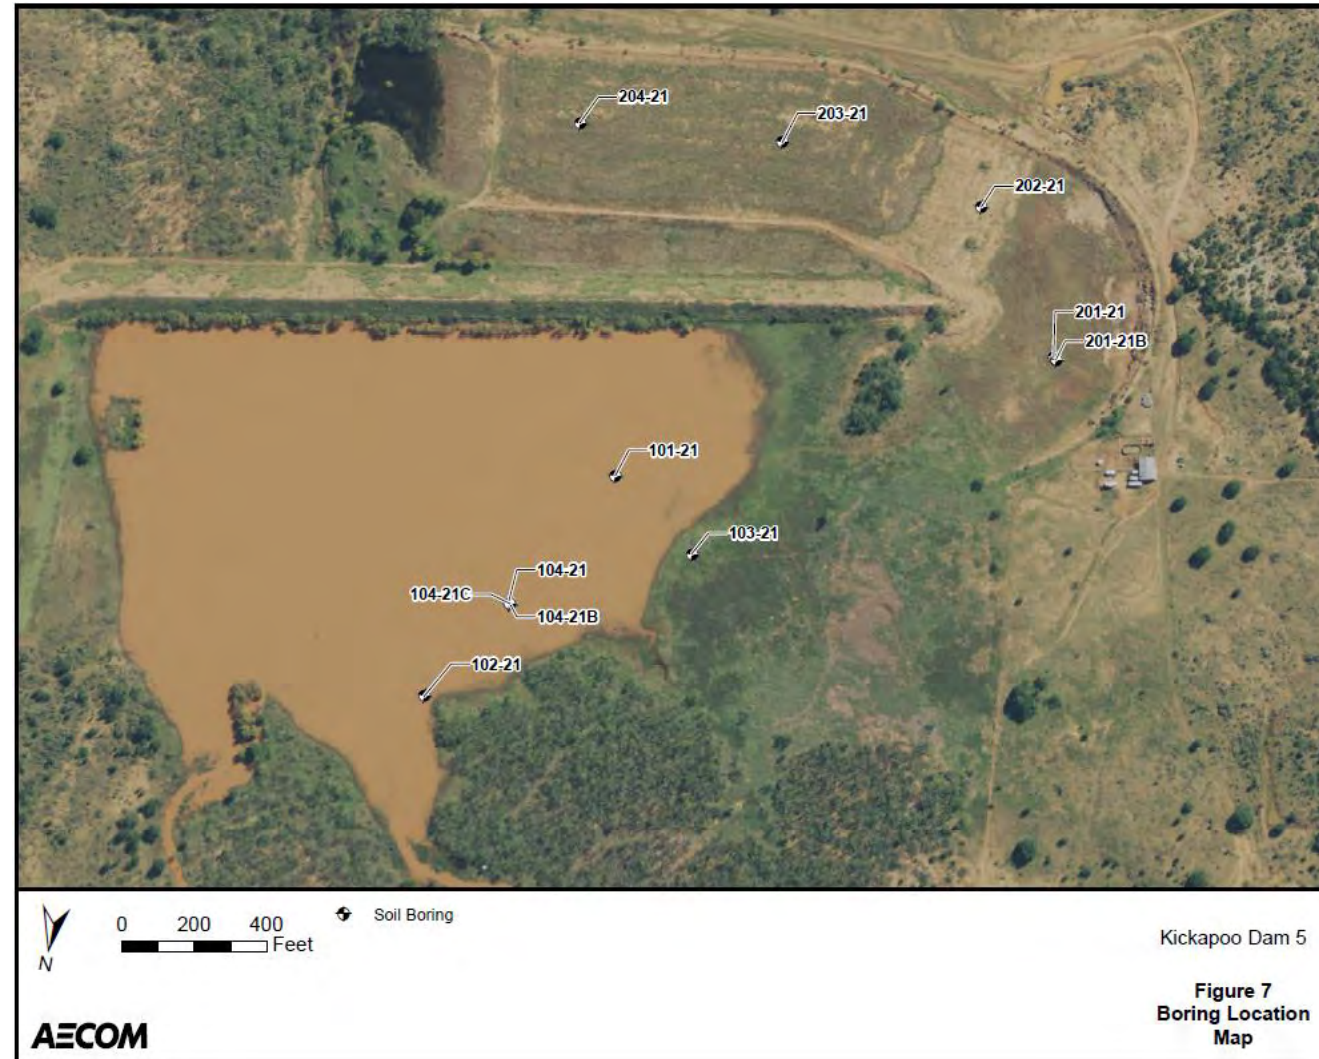 204-21
203-21
202-21
201-21
201-21B
101-21
103-21
104-21
104-21C
104-21B
102-21
0 200 400
Feet
N
Soil Boring
Kickapoo Dam 5
Figure 7
Boring Location
Map
AECOM